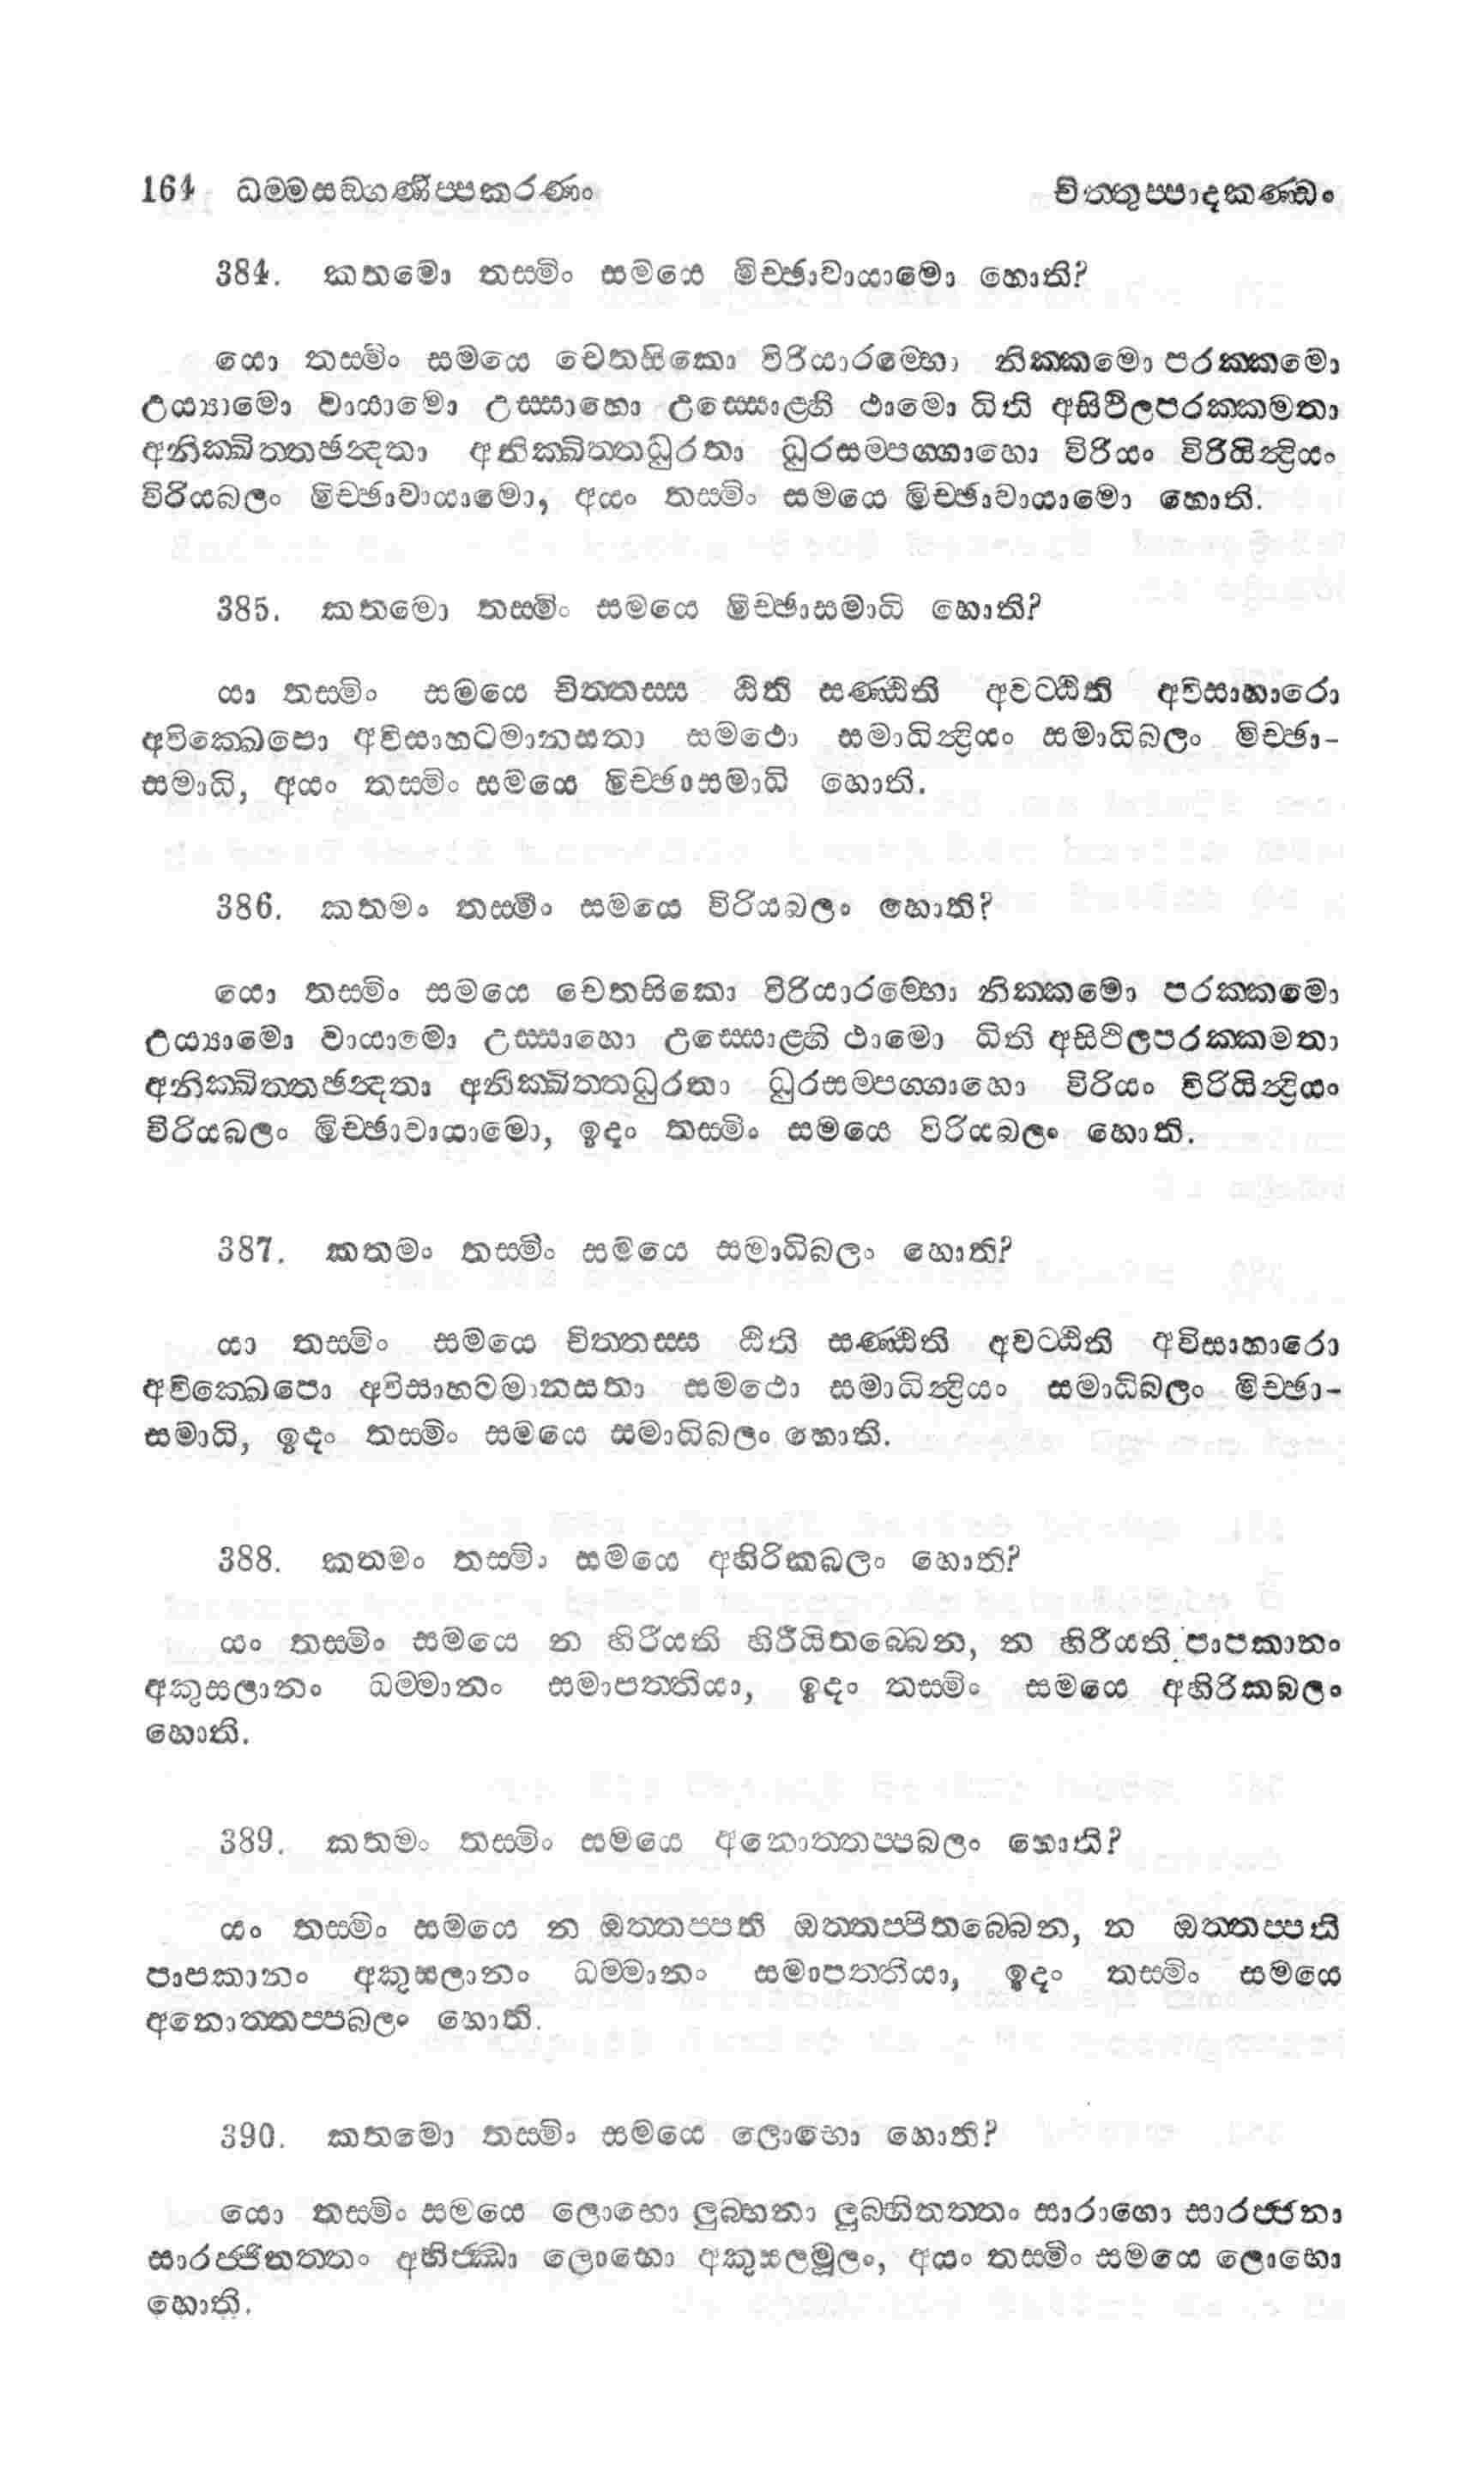 164 ධම්මසඞ්ගණිප්පකරණං චිත්තුප්පාදකණ්ඩං
384. කතමො තස්මිං සමයෙ මිච්ඡාවායාමො හොති?
යො තස්මිං සමයෙ චෙතසිකො විරියාරම්භො නික්කමො පරක්කමො
උය්‍යාමො වායාමො උස්සාහො උස්සොළ්හි ථාමො ධිති අසිථිලපරක්කමතා
අනික්ඛිත්තඡන්දතා අනික්ඛිත්තධුරතා ධුරසම්පග්ගාහො විරියං විරියින්ද්‍රියං
විරියබලං මිච්ඡාවායාමො, අයං තස්මිං සමයෙ මිච්ඡාවායාමො හොති.
385. කතමො තස්මිං සමයෙ මිච්ඡාසමාධි හොති?
යා තස්මිං සමයෙ චිත්තස්ස ඨිති සණ්ඨිති අවට්ඨිති අවිසාහාරො
අවික්ඛෙපො අවිසාහටමානසතා සමථො සමාධින්ද්‍රියං සමාධිබලං මිච්ඡා-
සමාධි, අයං තස්මිං සමයෙ මිච්ඡාසමාධි හොති.
386. කතමං තස්මිං සමයෙ විරියබලං හොති?
යො තස්මිං සමයෙ චෙතසිකො විරියාරම්භො නික්කමො පරක්කමො
උය්‍යාමො වායාමො උස්සාහො උස්සොළ්හි ථාමො ධිති අසිථිලපරක්කමතා
අනික්ඛිත්තඡන්දතා අනික්ඛිත්තධුරතා ධුරසම්පග්ගාහො විරියං විරියින්ද්‍රියං
විරියබලං මිච්ඡාවායාමො, ඉදං තස්මිං සමයෙ විරියබලං හොති.
387. කතමං තස්මිං සමයෙ සමාධිබලං හොති?
යා තස්මිං සමයෙ චිත්තස්ස ඨිති සණ්ඨිති අවට්ඨිති අවිසාහාරො
අවික්ඛෙපො අවිසාහටමානසතා සමථො සමාධින්ද්‍රියං සමාධිබලං මිච්ඡා-
සමාධි, ඉදං තස්මිං සමයෙ සමාධිබලං හොති.
388. කතමං තස්මිං සමයෙ අහිරිකබලං හොති?
යං තස්මිං සමයෙ න හිරීයති හිරීයිතබ්බෙන, න හිරීයති පාපකානං
අකුසලානං ධම්මානං සමාපත්තියා, ඉදං තස්මිං සමයෙ අහිරිකබලං
හොති.
389. කතමං තස්මිං සමයෙ අනොත්තප්පබලං හොති?
යං තස්මිං සමයෙ න ඔත්තප්පති ඔත්තප්පිතබ්බෙන, න ඔත්තප්පති
පාපකානං අකුසලානං ධම්මානං සමාපත්තියා, ඉදං තස්මිං සමයෙ
අනොත්තප්පබලං හොති.
390. කතමො තස්මිං සමයෙ ලොභො හොති?
යො තස්මිං සමයෙ ලොභො ලුබ්භනා ලුබ්භිතත්තං සාරාගො සාරජ්ජනා
සාරජ්ජිතත්තං අභිජ්ඣා ලොභො අකුසලමූලං, අයං තස්මිං සමයෙ ලොභො
හොති.